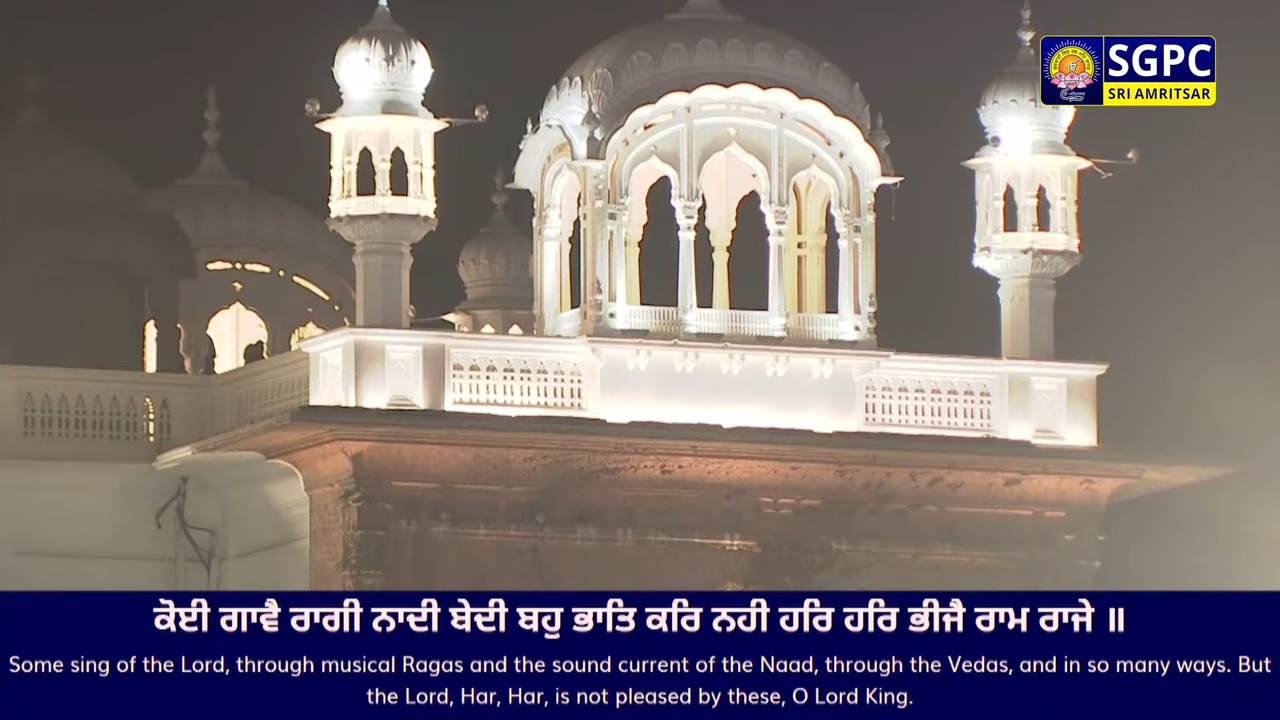 SGPC
SRI AMRITSAR
ਕੋਈ ਗਾਵੈ ਰਾਗੀ ਨਾਦੀ ਬੇਦੀ ਬਹੁ ਭਾਤਿ ਕਰਿ ਨਹੀ ਹਰਿ ਹਰਿ ਭੀਜੈ ਰਾਮ ਰਾਜੇ ॥
Some sing of the Lord, through musical Ragas and the sound current of the Naad, through the Vedas, and in so many ways. But
the Lord, Har, Har, is not pleased by these, O Lord King.